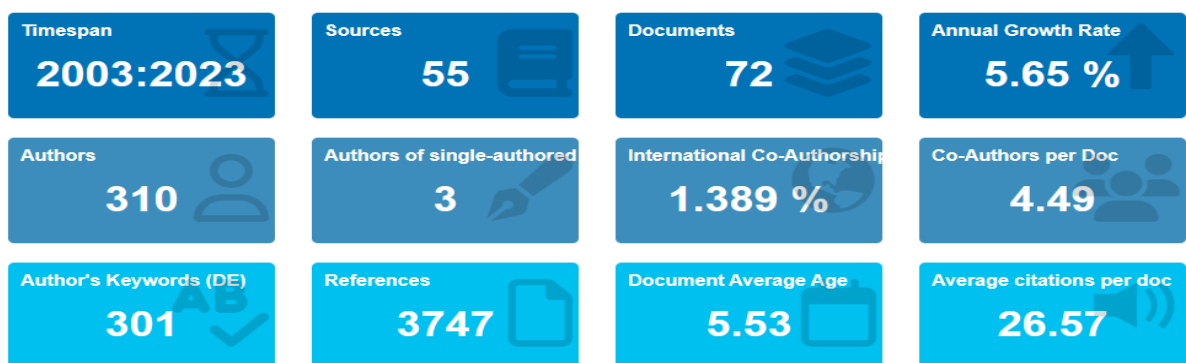 Timespan
2003:2023
Sources
55
Documents
72
Annual Growth Rate
5.65 %
Authors
310
Authors of single-authored
3
International Co-Authorship
1.389 %
Co-Authors per Doc
4.49
Author's Keywords (DE)
301
AB
References
3747
Document Average Age
5.53
Average citations per doc
26.57